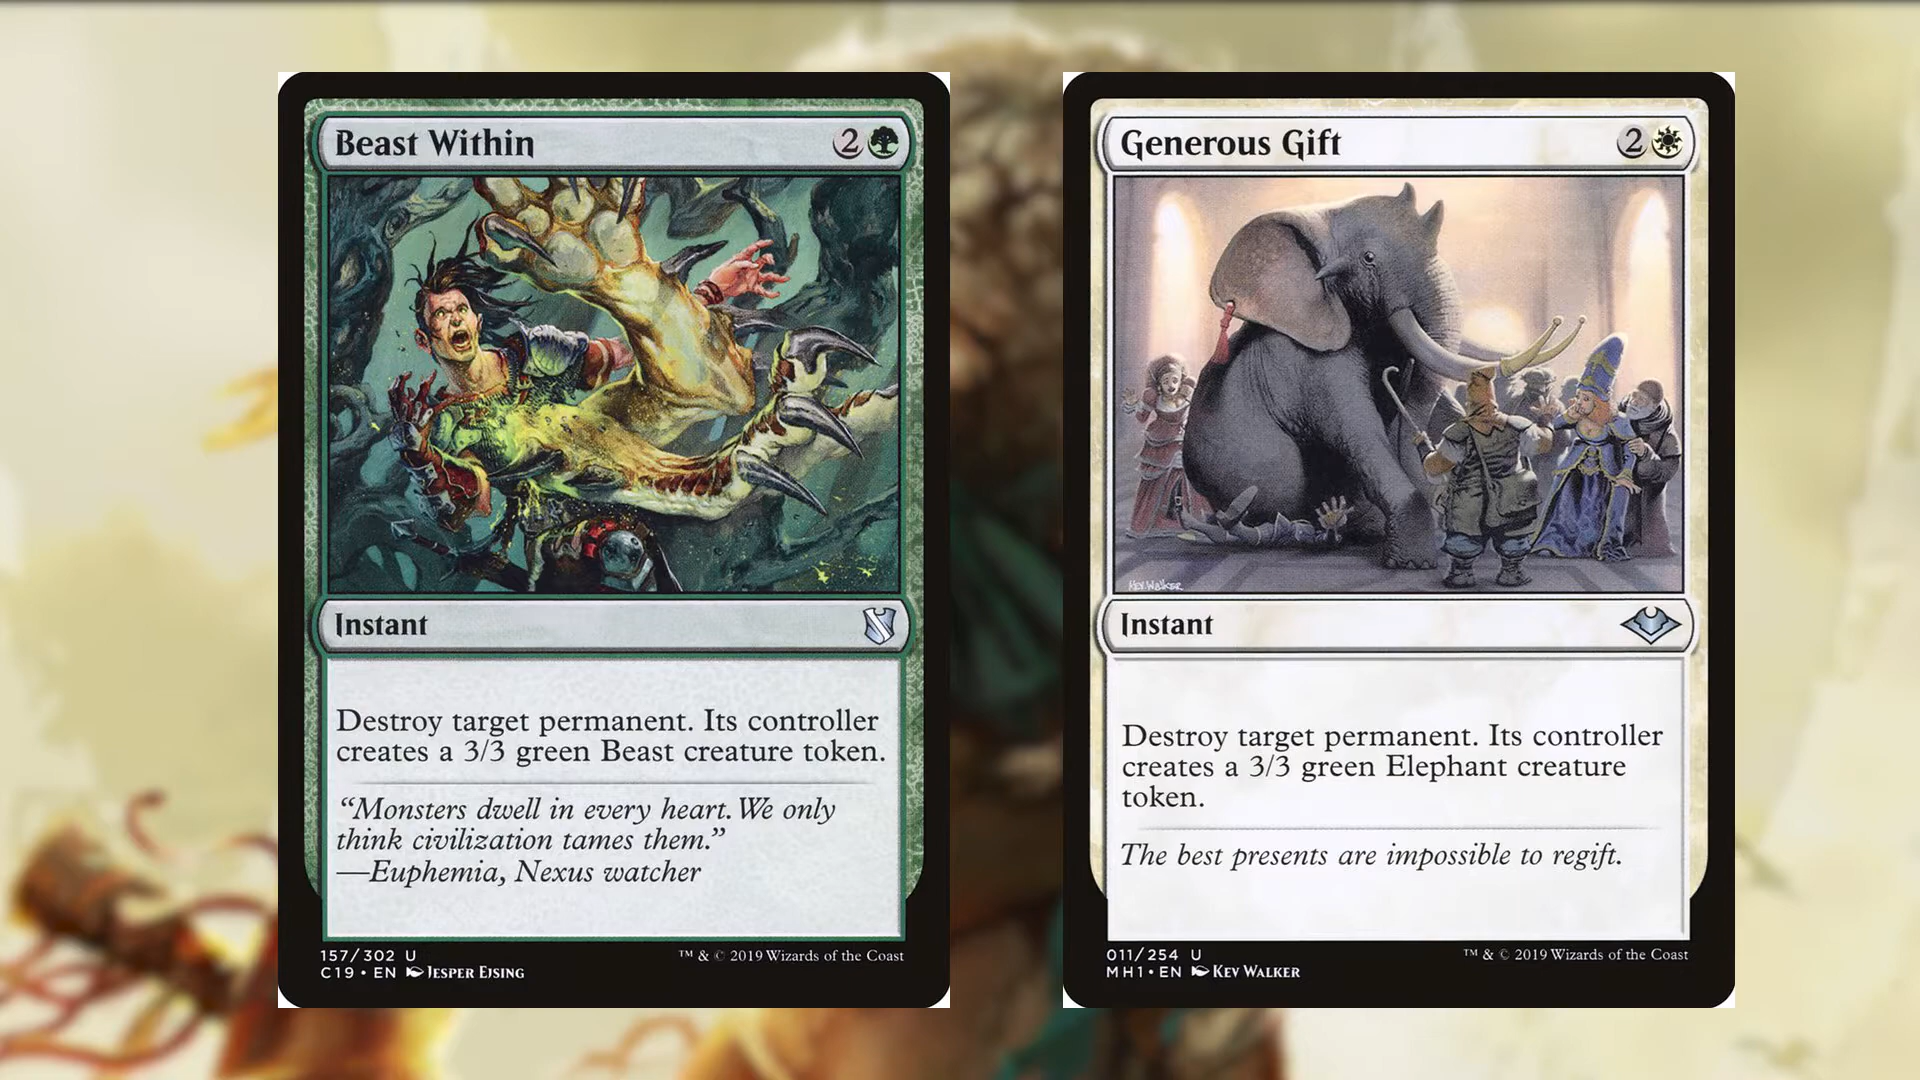 Beast Within 2
Instant
Destroy target permanent. Its controller
creates a 3/3 green Beast creature token.
“Monsters dwell in every heart. We only
think civilization tames them.”
—Euphemia, Nexus watcher
157/302 U
C19 • EN Jesper Ejsing
™ & © 2019 Wizards of the Coast
Generous Gift 2
Kev Walker
Instant
Destroy target permanent. Its controller
creates a 3/3 green Elephant creature
token.
The best presents are impossible to regift.
011/254 U
MH1 • EN Kev Walker
™ & © 2019 Wizards of the Coast